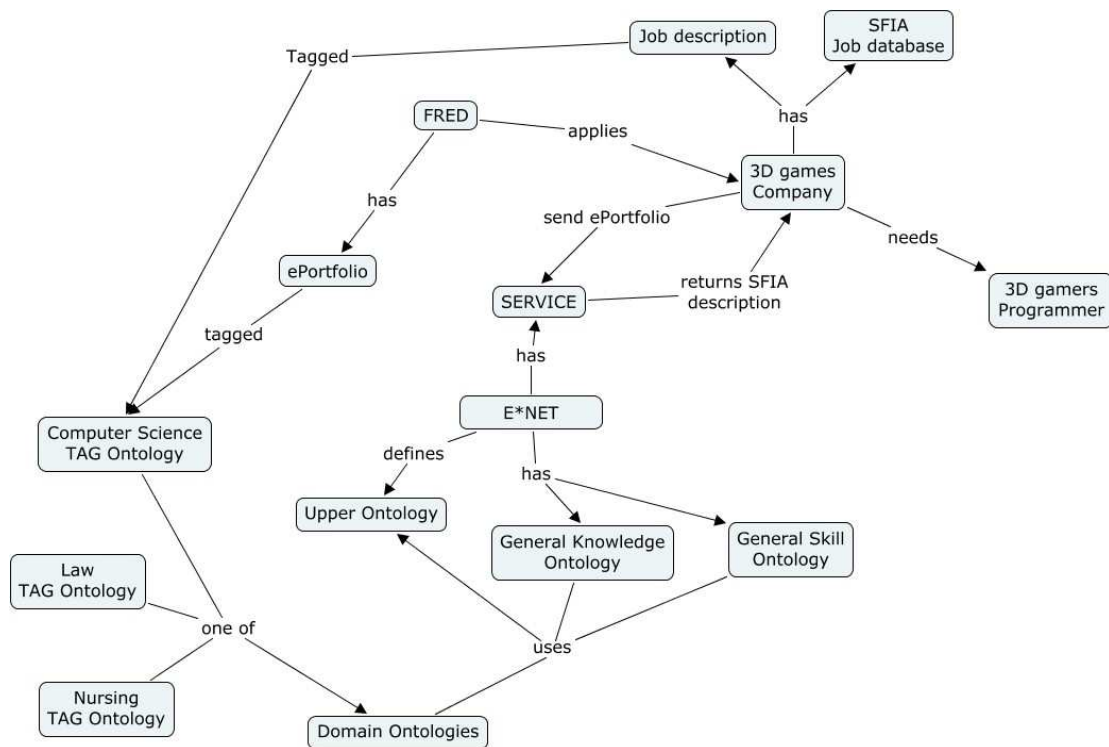 SFIA
Job database
Job description
Tagged
FRED
has
applies
3D games
Company
has
send ePortfolio
needs
ePortfolio
returns SFIA
description
SERVICE
3D gamers
Programmer
tagged
has
E*NET
Computer Science
TAG Ontology
defines
has
Upper Ontology
General Knowledge
Ontology
General Skill
Ontology
Law
TAG Ontology
one of
uses
Nursing
TAG Ontology
Domain Ontologies